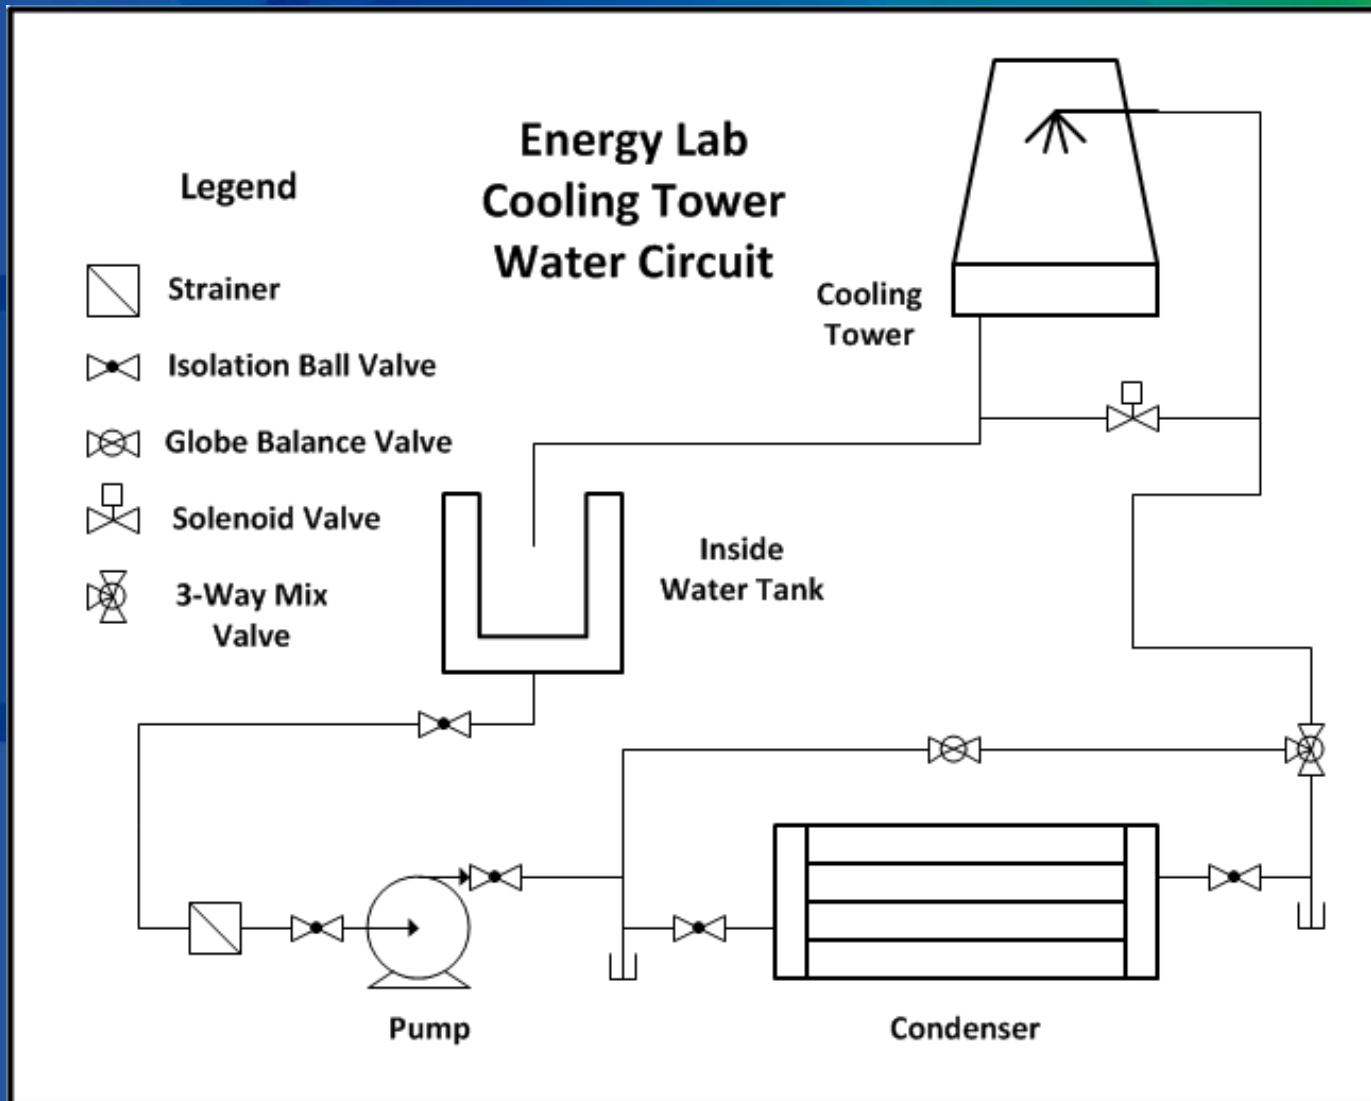 Energy Lab
Cooling Tower
Water Circuit
Legend
Strainer
Isolation Ball Valve
Globe Balance Valve
Solenoid Valve
3-Way Mix
Valve
Cooling
Tower
Inside
Water Tank
Pump
Condenser